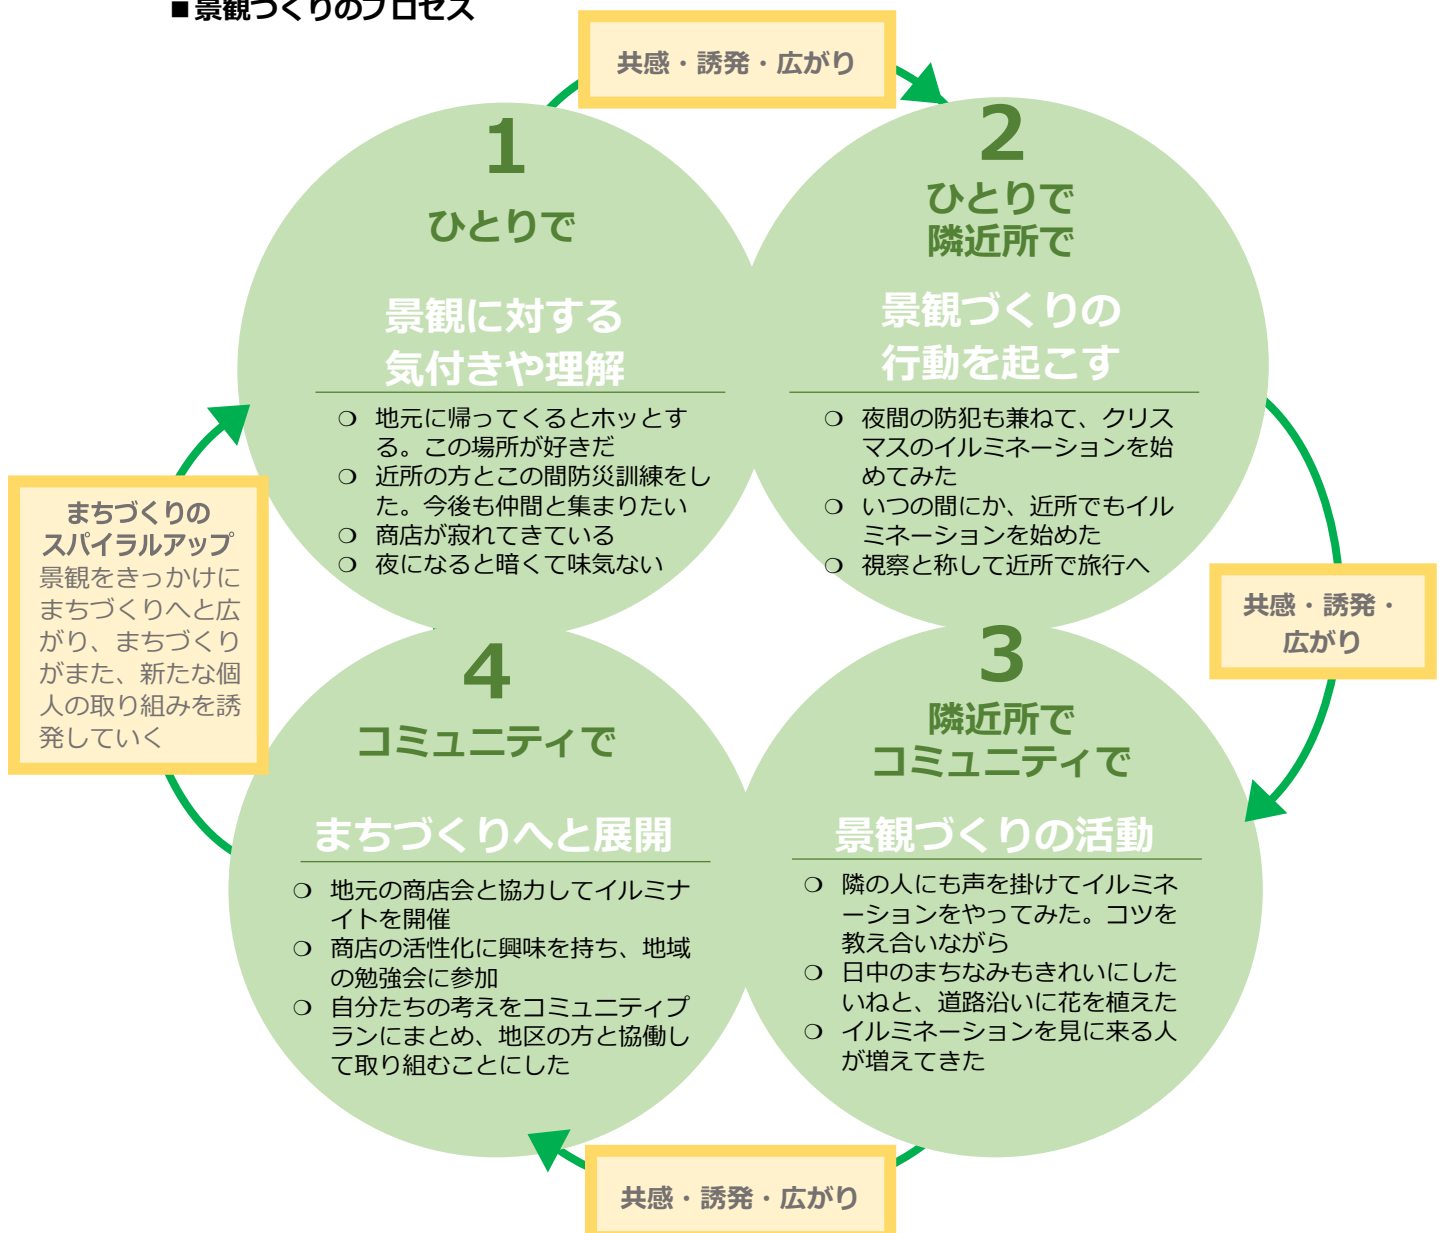 ■景観づくりのプロセス
共感・誘発・広がり
1
ひとりで
景観に対する
気付きや理解
❍ 地元に帰ってくるとホッとす
る。この場所が好きだ
❍ 近所の方とこの間防災訓練をし
た。今後も仲間と集まりたい
❍ 商店が寂れてきている
❍ 夜になると暗くて味気ない
2
ひとりで
隣近所で
景観づくりの
行動を起こす
❍ 夜間の防犯も兼ねて、クリス
マスのイルミネーションを始
めてみた
❍ いつの間にか、近所でもイル
ミネーションを始めた
❍ 視察と称して近所で旅行へ
共感・誘発・
広がり
3
隣近所で
コミュニティで
景観づくりの活動
❍ 隣の人にも声を掛けてイルミネ
ーションをやってみた。コツを
教え合いながら
❍ 日中のまちなみもきれいにした
いねと、道路沿いに花を植えた
❍ イルミネーションを見に来る人
が増えてきた
共感・誘発・広がり
4
コミュニティで
まちづくりへと展開
❍ 地元の商店会と協力してイルミナ
イトを開催
❍ 商店の活性化に興味を持ち、地域
の勉強会に参加
❍ 自分たちの考えをコミュニティプ
ランにまとめ、地区の方と協働し
て取り組むことにした
まちづくりの
スパイラルアップ
景観をきっかけに
まちづくりへと広
がり、まちづくり
がまた、新たな個
人の取り組みを誘
発していく